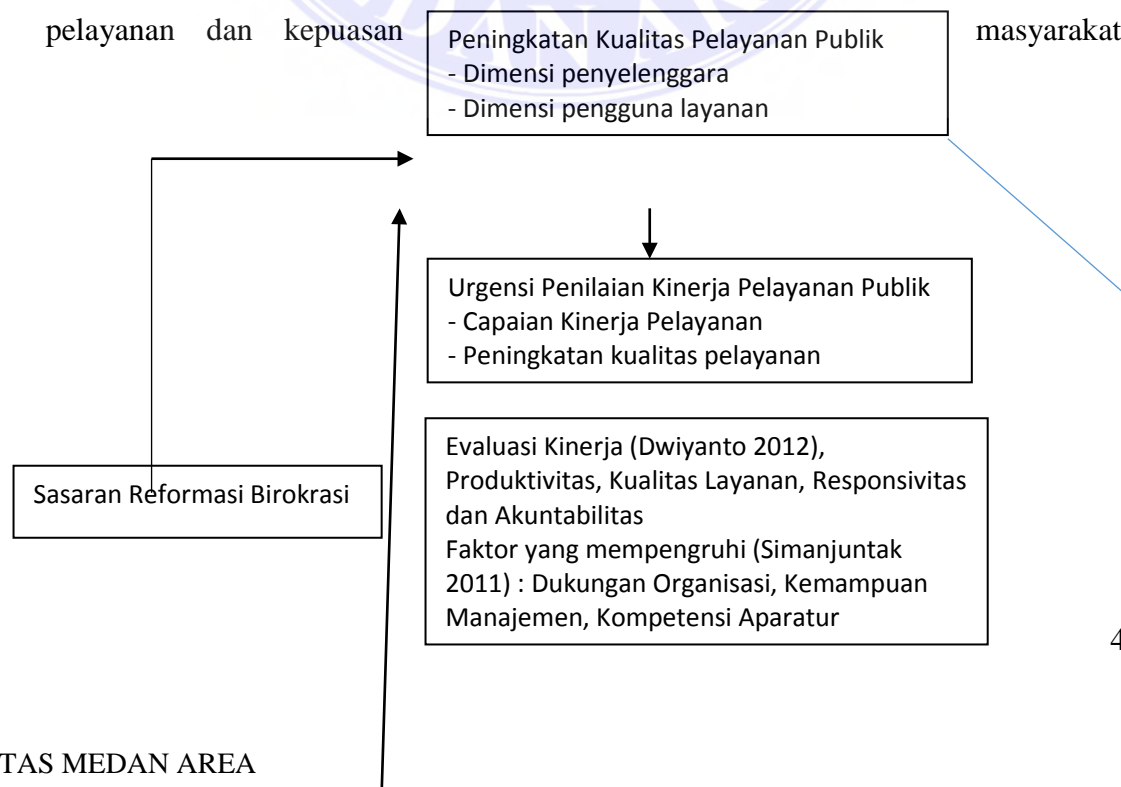 pelayanan dan kepuasan masyarakat
Peningkatan Kualitas Pelayanan Publik
- Dimensi penyelenggara
- Dimensi pengguna layanan
Urgensi Penilaian Kinerja Pelayanan Publik
- Capaian Kinerja Pelayanan
- Peningkatan kualitas pelayanan
Sasaran Reformasi Birokrasi
Evaluasi Kinerja (Dwiyanto 2012),
Produktivitas, Kualitas Layanan, Responsivitas
dan Akuntabilitas
Faktor yang mempengruhi (Simanjuntak
2011) : Dukungan Organisasi, Kemampuan
Manajemen, Kompetensi Aparatur
4
TAS MEDAN AREA